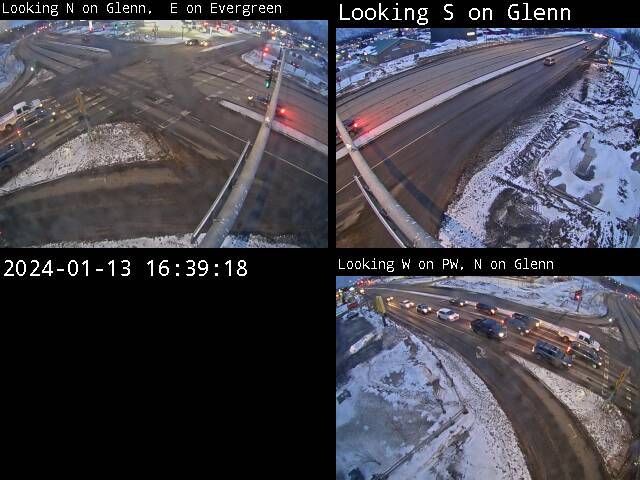 Looking N on Glenn,  E on Evergreen
Looking S on Glenn
2024-01-13 16:39:18
Looking W on PW, N on Glenn